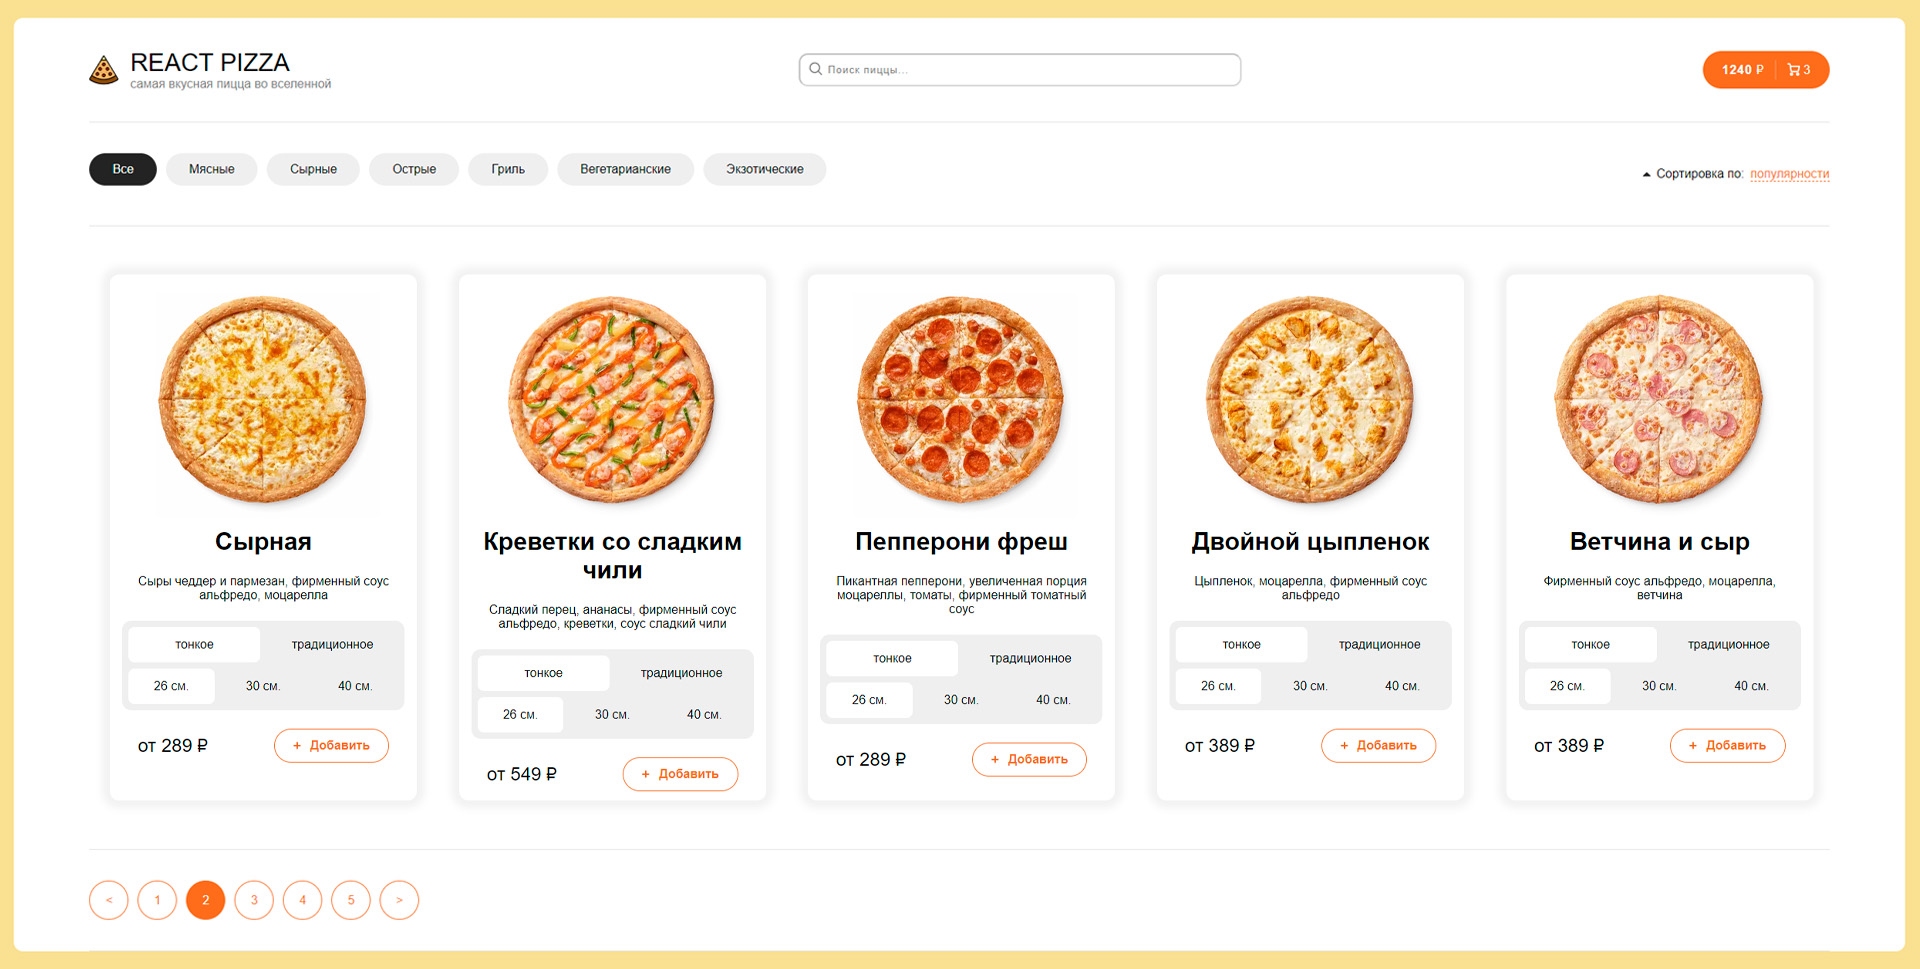 REACT PIZZA
самая вкусная пицца во вселенной
Поиск пиццы...
1240 ₽ 3
Все Мясные Сырные Острые Гриль Вегетарианские Экзотические
Сортировка по: популярности
Сырная
Сыры чеддер и пармезан, фирменный соус
альфредо, моцарелла
тонкое традиционное
26 см. 30 см. 40 см.
от 289 ₽ + Добавить
Креветки со сладким
чили
Сладкий перец, ананасы, фирменный соус
альфредо, креветки, соус сладкий чили
тонкое традиционное
26 см. 30 см. 40 см.
от 549 ₽ + Добавить
Пепперони фреш
Пикантная пепперони, увеличенная порция
моцареллы, томаты, фирменный томатный
соус
тонкое традиционное
26 см. 30 см. 40 см.
от 289 ₽ + Добавить
Двойной цыпленок
Цыпленок, моцарелла, фирменный соус
альфредо
тонкое традиционное
26 см. 30 см. 40 см.
от 389 ₽ + Добавить
Ветчина и сыр
Фирменный соус альфредо, моцарелла,
ветчина
тонкое традиционное
26 см. 30 см. 40 см.
от 389 ₽ + Добавить
< 1 2 3 4 5 >